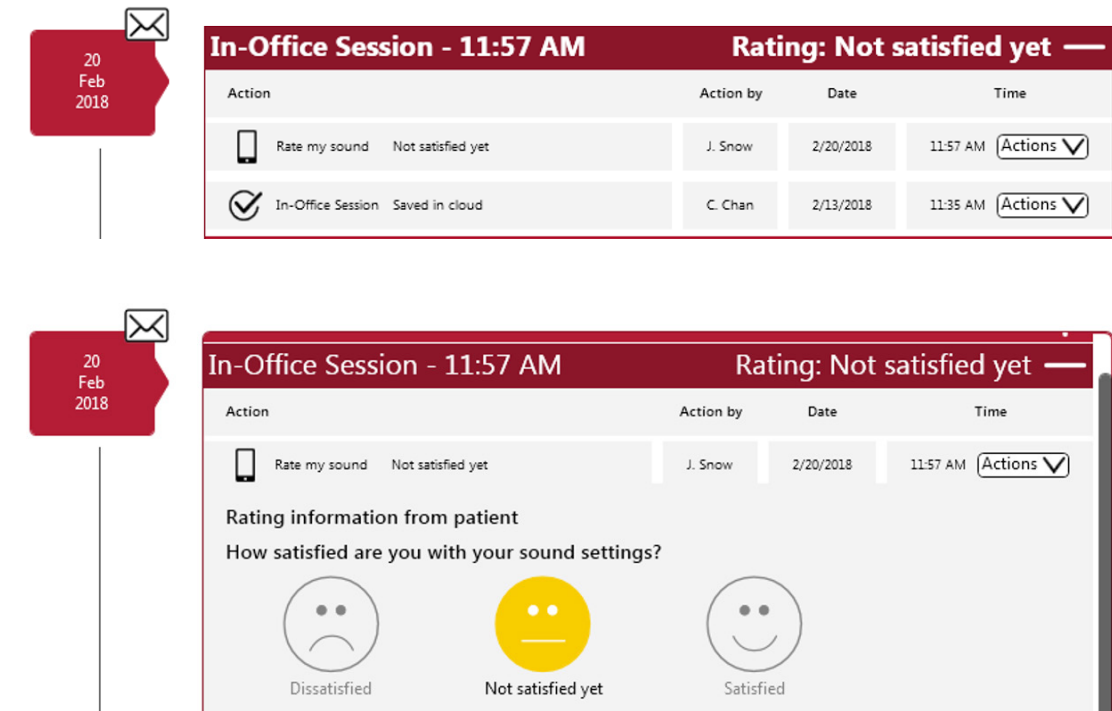 20
Feb
2018
In-Office Session - 11:57 AM Rating: Not satisfied yet
Action Action by Date Time
Rate my sound Not satisfied yet J. Snow 2/20/2018 11:57 AM Actions
In-Office Session Saved in cloud C. Chan 2/13/2018 11:35 AM Actions
20
Feb
2018
In-Office Session - 11:57 AM Rating: Not satisfied yet
Action Action by Date Time
Rate my sound Not satisfied yet J. Snow 2/20/2018 11:57 AM Actions
Rating information from patient
How satisfied are you with your sound settings?
Dissatisfied Not satisfied yet Satisfied